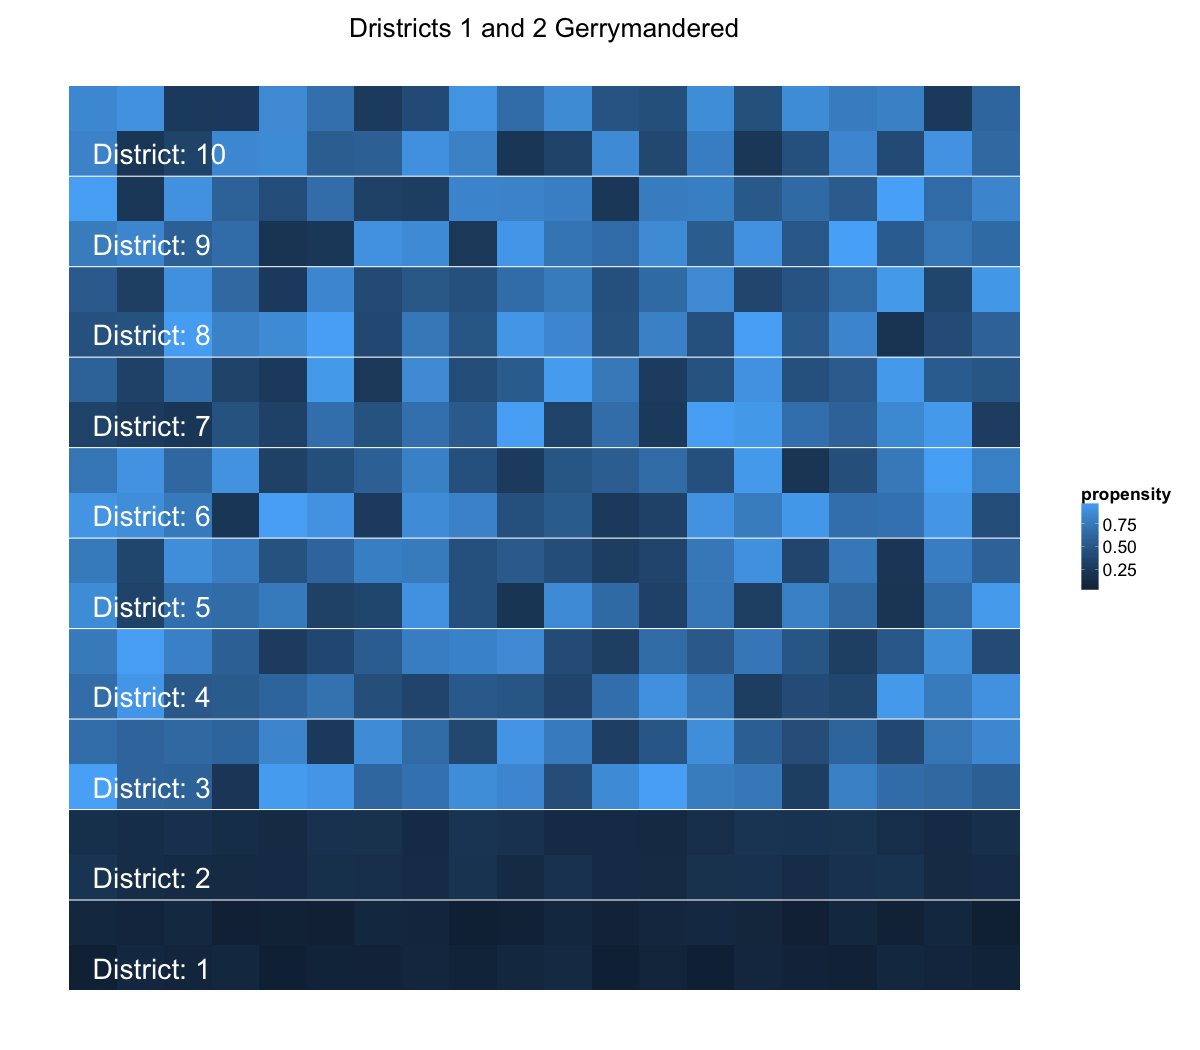 Dristricts 1 and 2 Gerrymandered
District: 10
District: 9
District: 8
District: 7
District: 6
District: 5
District: 4
District: 3
District: 2
District: 1
propensity
0.75
0.50
0.25